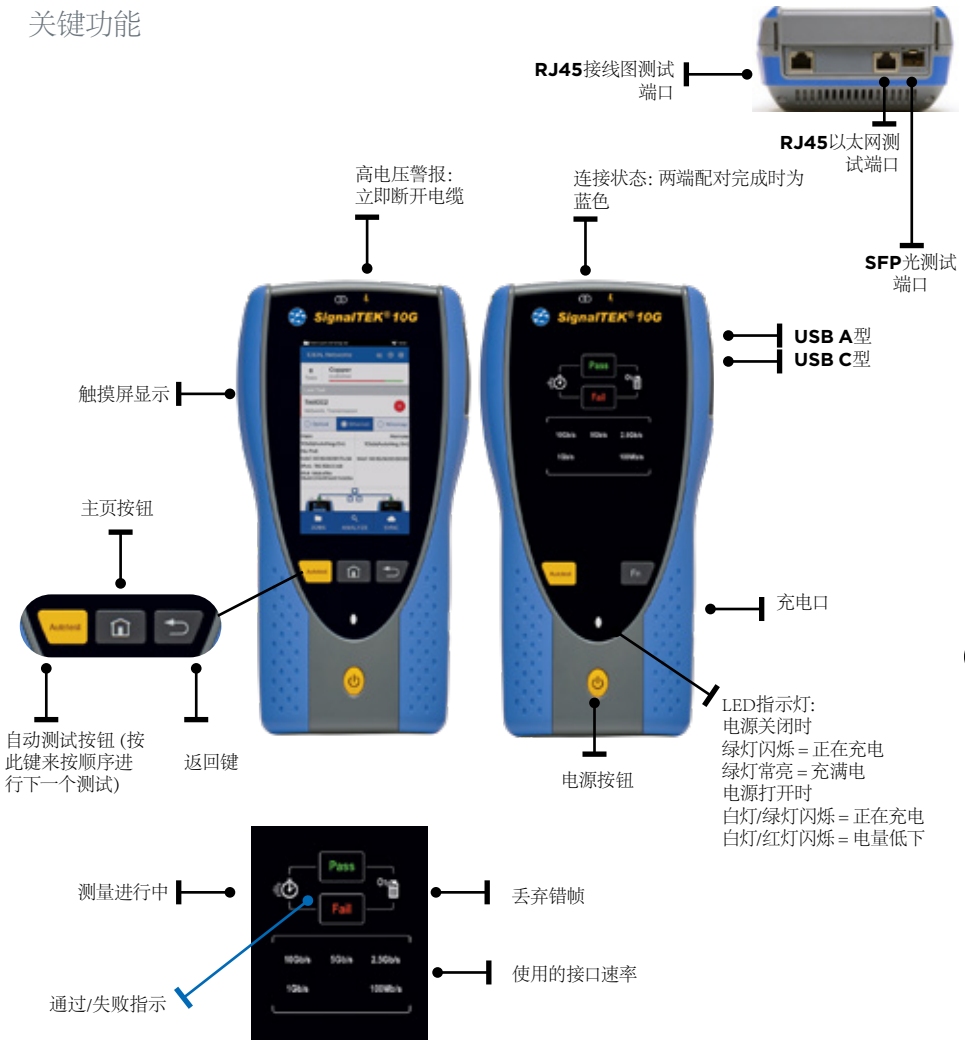 关键功能
RJ45接线图测试
端口
RJ45以太网测
试端口
SFP光测试
端口
高电压警报:
立即断开电缆
连接状态: 两端配对完成时为
蓝色
SignalTEK® 10G
SignalTEK® 10G
USB A型
USB C型
触摸屏显示
Copper
Pass
Fail
10Gb/s 5Gb/s 2.5Gb/s
1Gb/s 100Mb/s
主页按钮
Autotest
Autotest
Fn
充电口
Autotest
自动测试按钮 (按
此键来按顺序进
行下一个测试)
返回键
电源按钮
LED指示灯:
电源关闭时
绿灯闪烁 = 正在充电
绿灯常亮 = 充满电
电源打开时
白灯/绿灯闪烁 = 正在充电
白灯/红灯闪烁 = 电量低下
测量进行中
Pass
Fail
丢弃错帧
10Gb/s 5Gb/s 2.5Gb/s
1Gb/s 100Mb/s
使用的接口速率
通过/失败指示